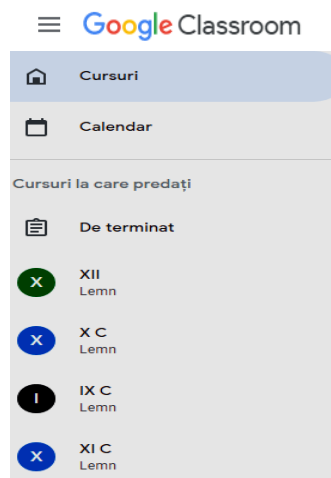 Google Classroom
Cursuri
Calendar
Cursuri la care predați
De terminat
X
XII
Lemn
X
X C
Lemn
I
IX C
Lemn
X
XI C
Lemn